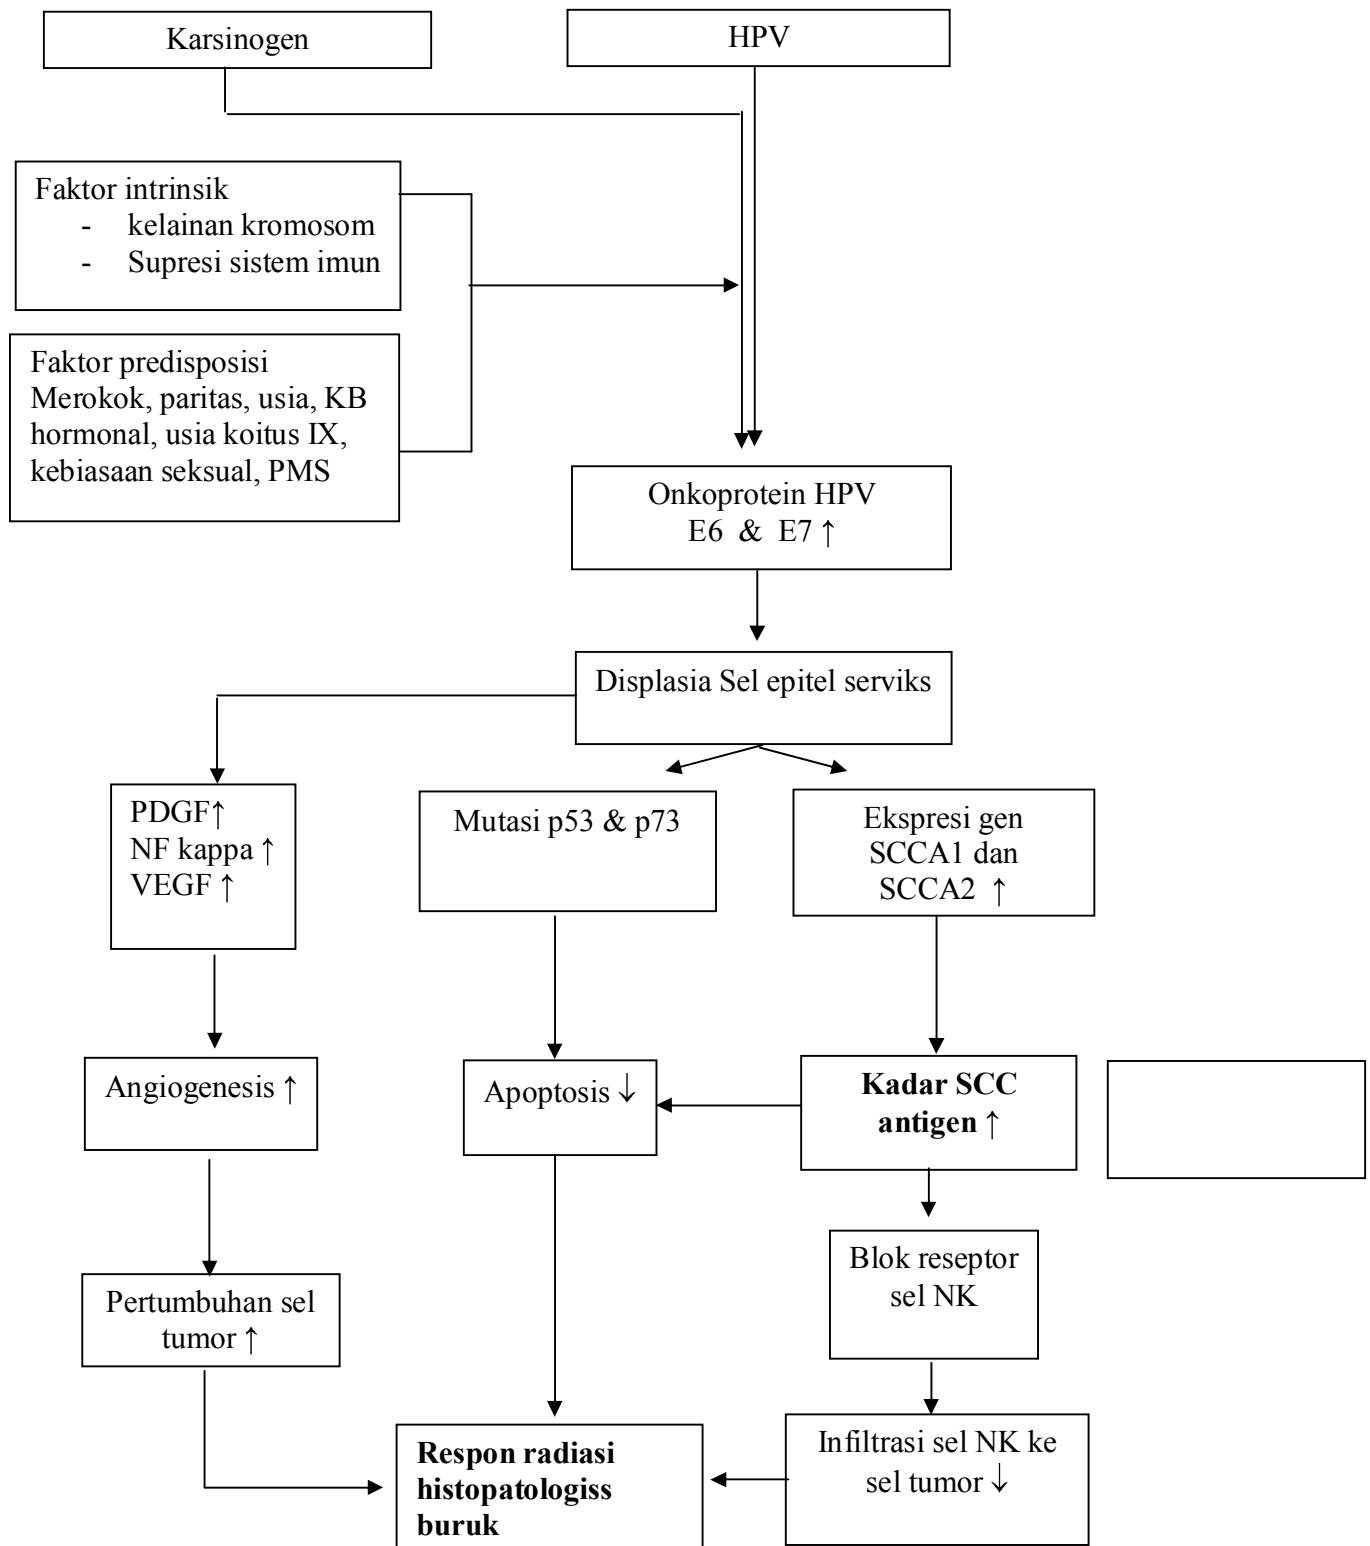 Karsinogen
HPV
Faktor intrinsik
- kelainan kromosom
- Supresi sistem imun
Faktor predisposisi
Merokok, paritas, usia, KB
hormonal, usia koitus IX,
kebiasaan seksual, PMS
Onkoprotein HPV
E6 & E7 ↑
Displasia Sel epitel serviks
PDGF↑
NF kappa ↑
VEGF ↑
Mutasi p53 & p73
Ekspresi gen
SCCA1 dan
SCCA2 ↑
Angiogenesis ↑
Apoptosis ↓
Kadar SCC
antigen ↑
Blok reseptor
sel NK
Pertumbuhan sel
tumor ↑
Respon radiasi
histopatologiss
buruk
Infiltrasi sel NK ke
sel tumor ↓